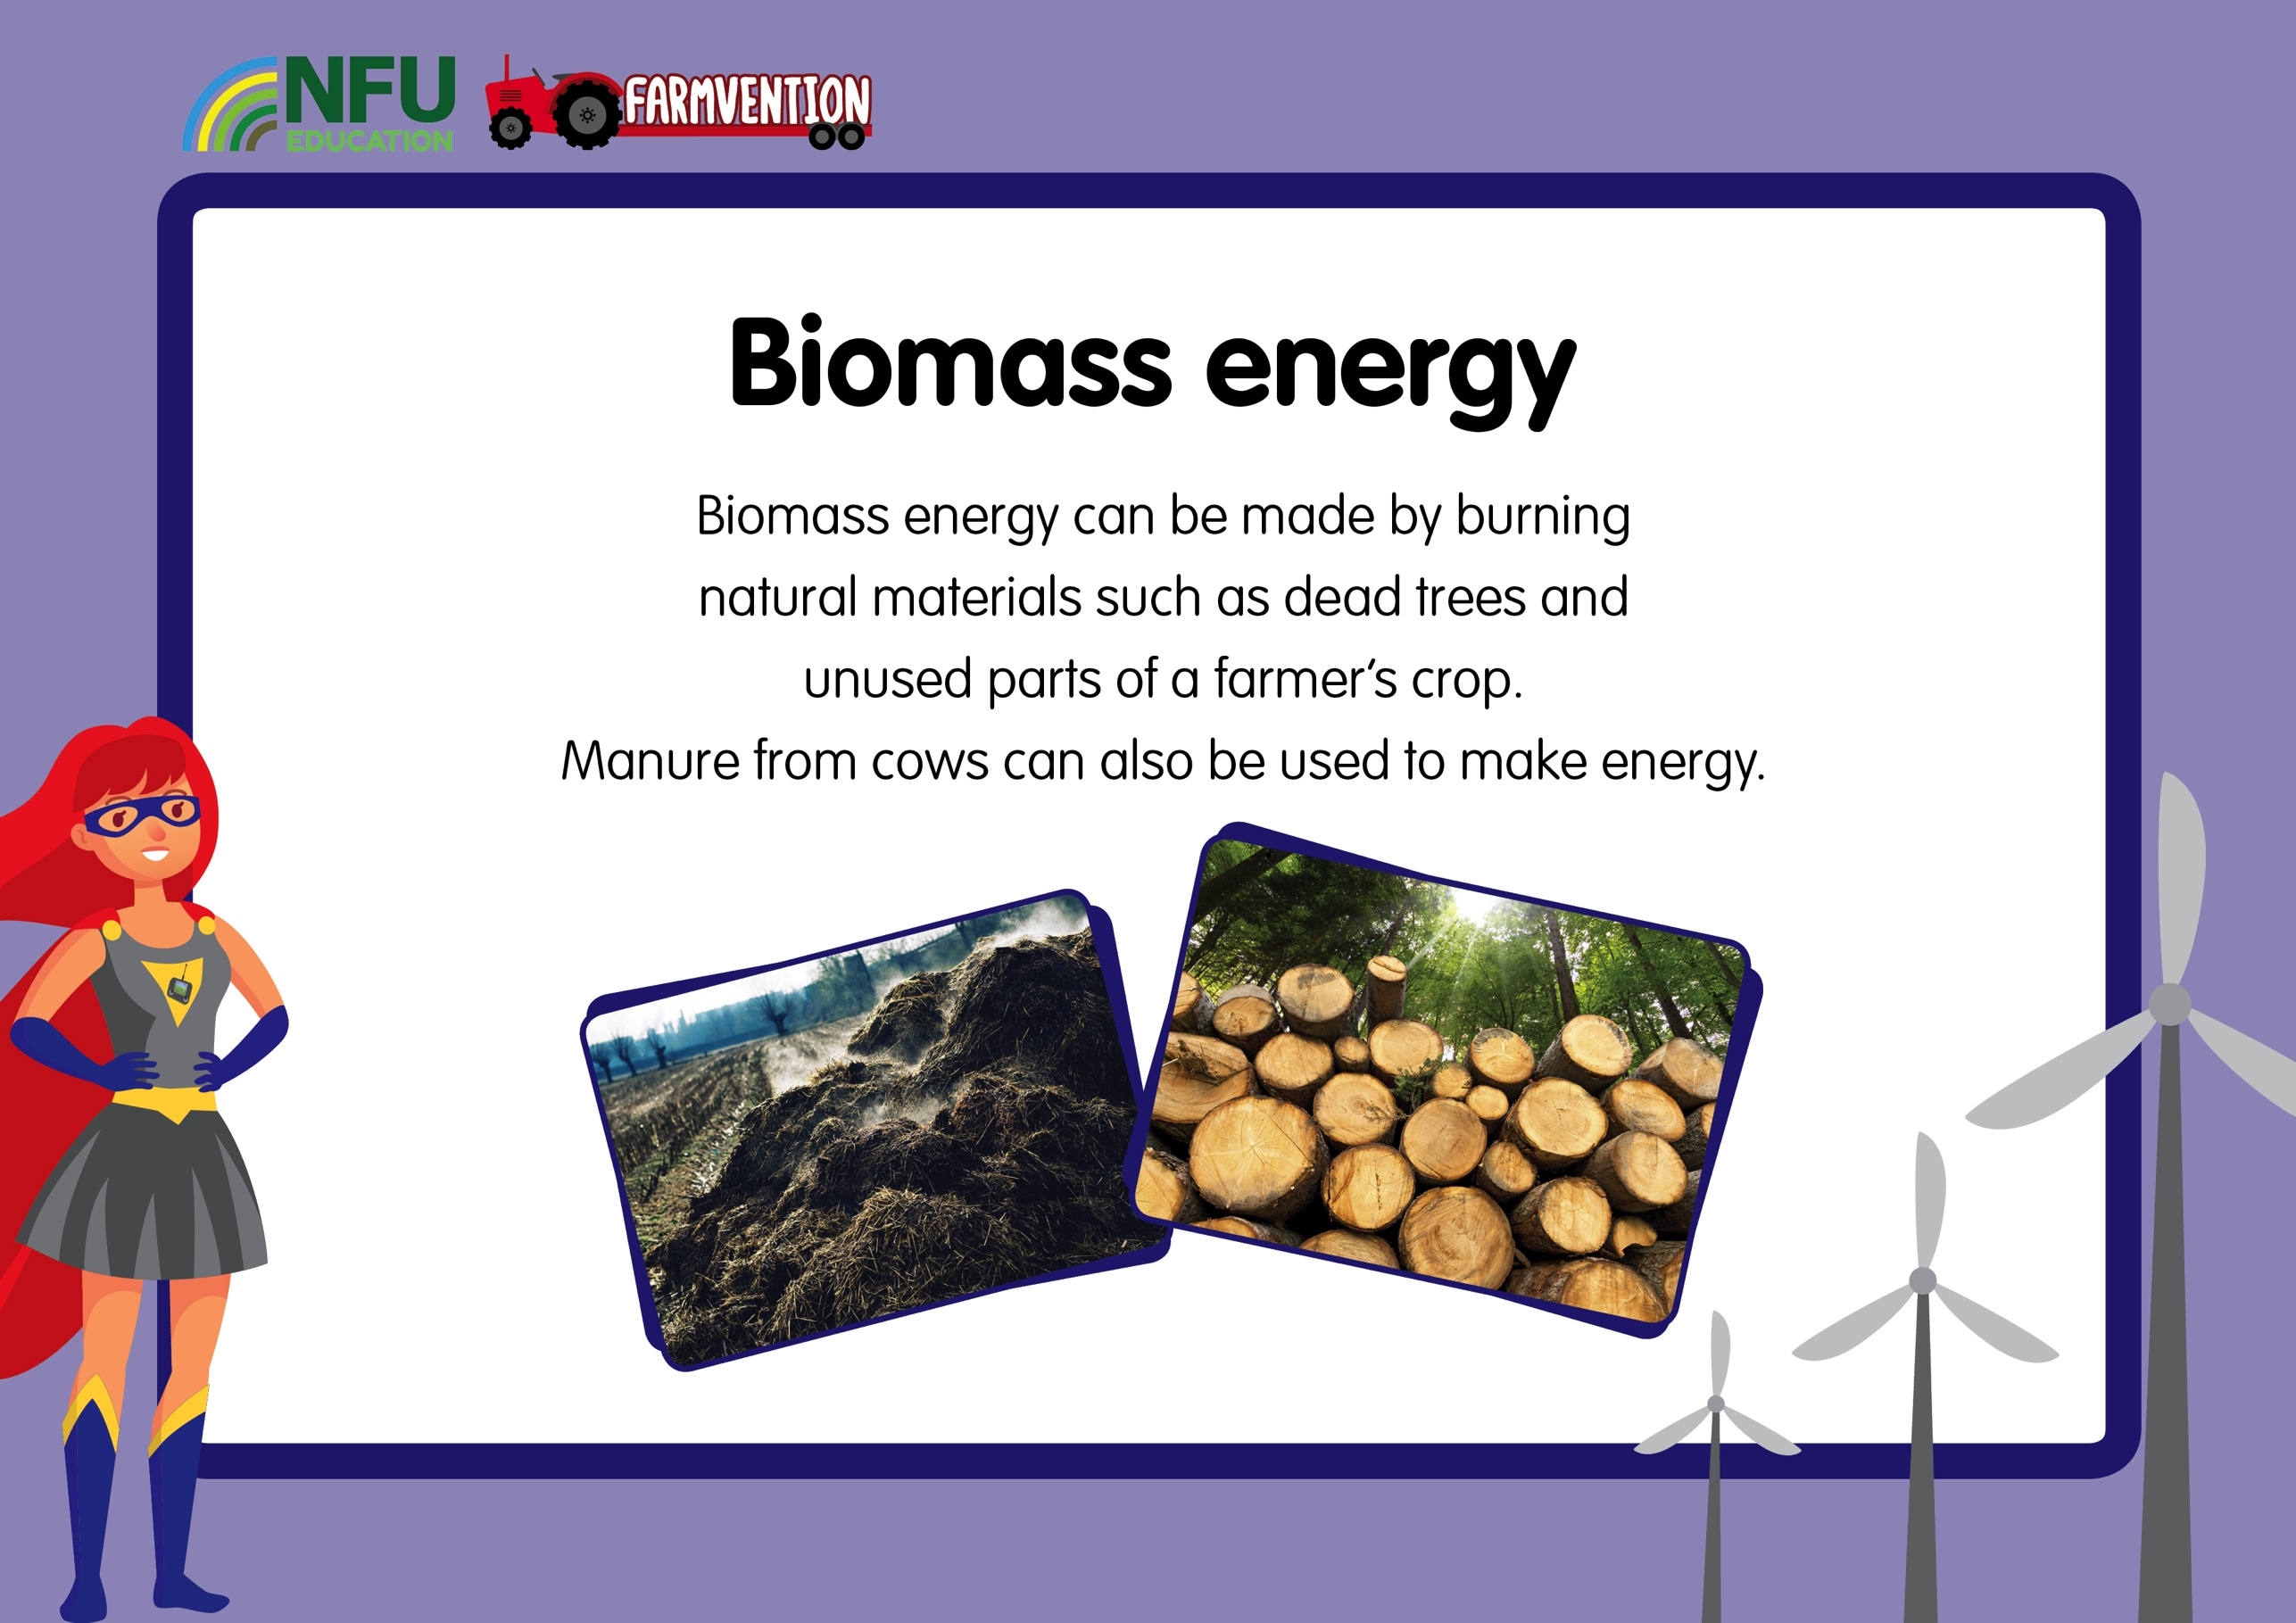 NFU
EDUCATION
FARMVENTION
Biomass energy
Biomass energy can be made by burning
natural materials such as dead trees and
unused parts of a farmer’s crop.
Manure from cows can also be used to make energy.